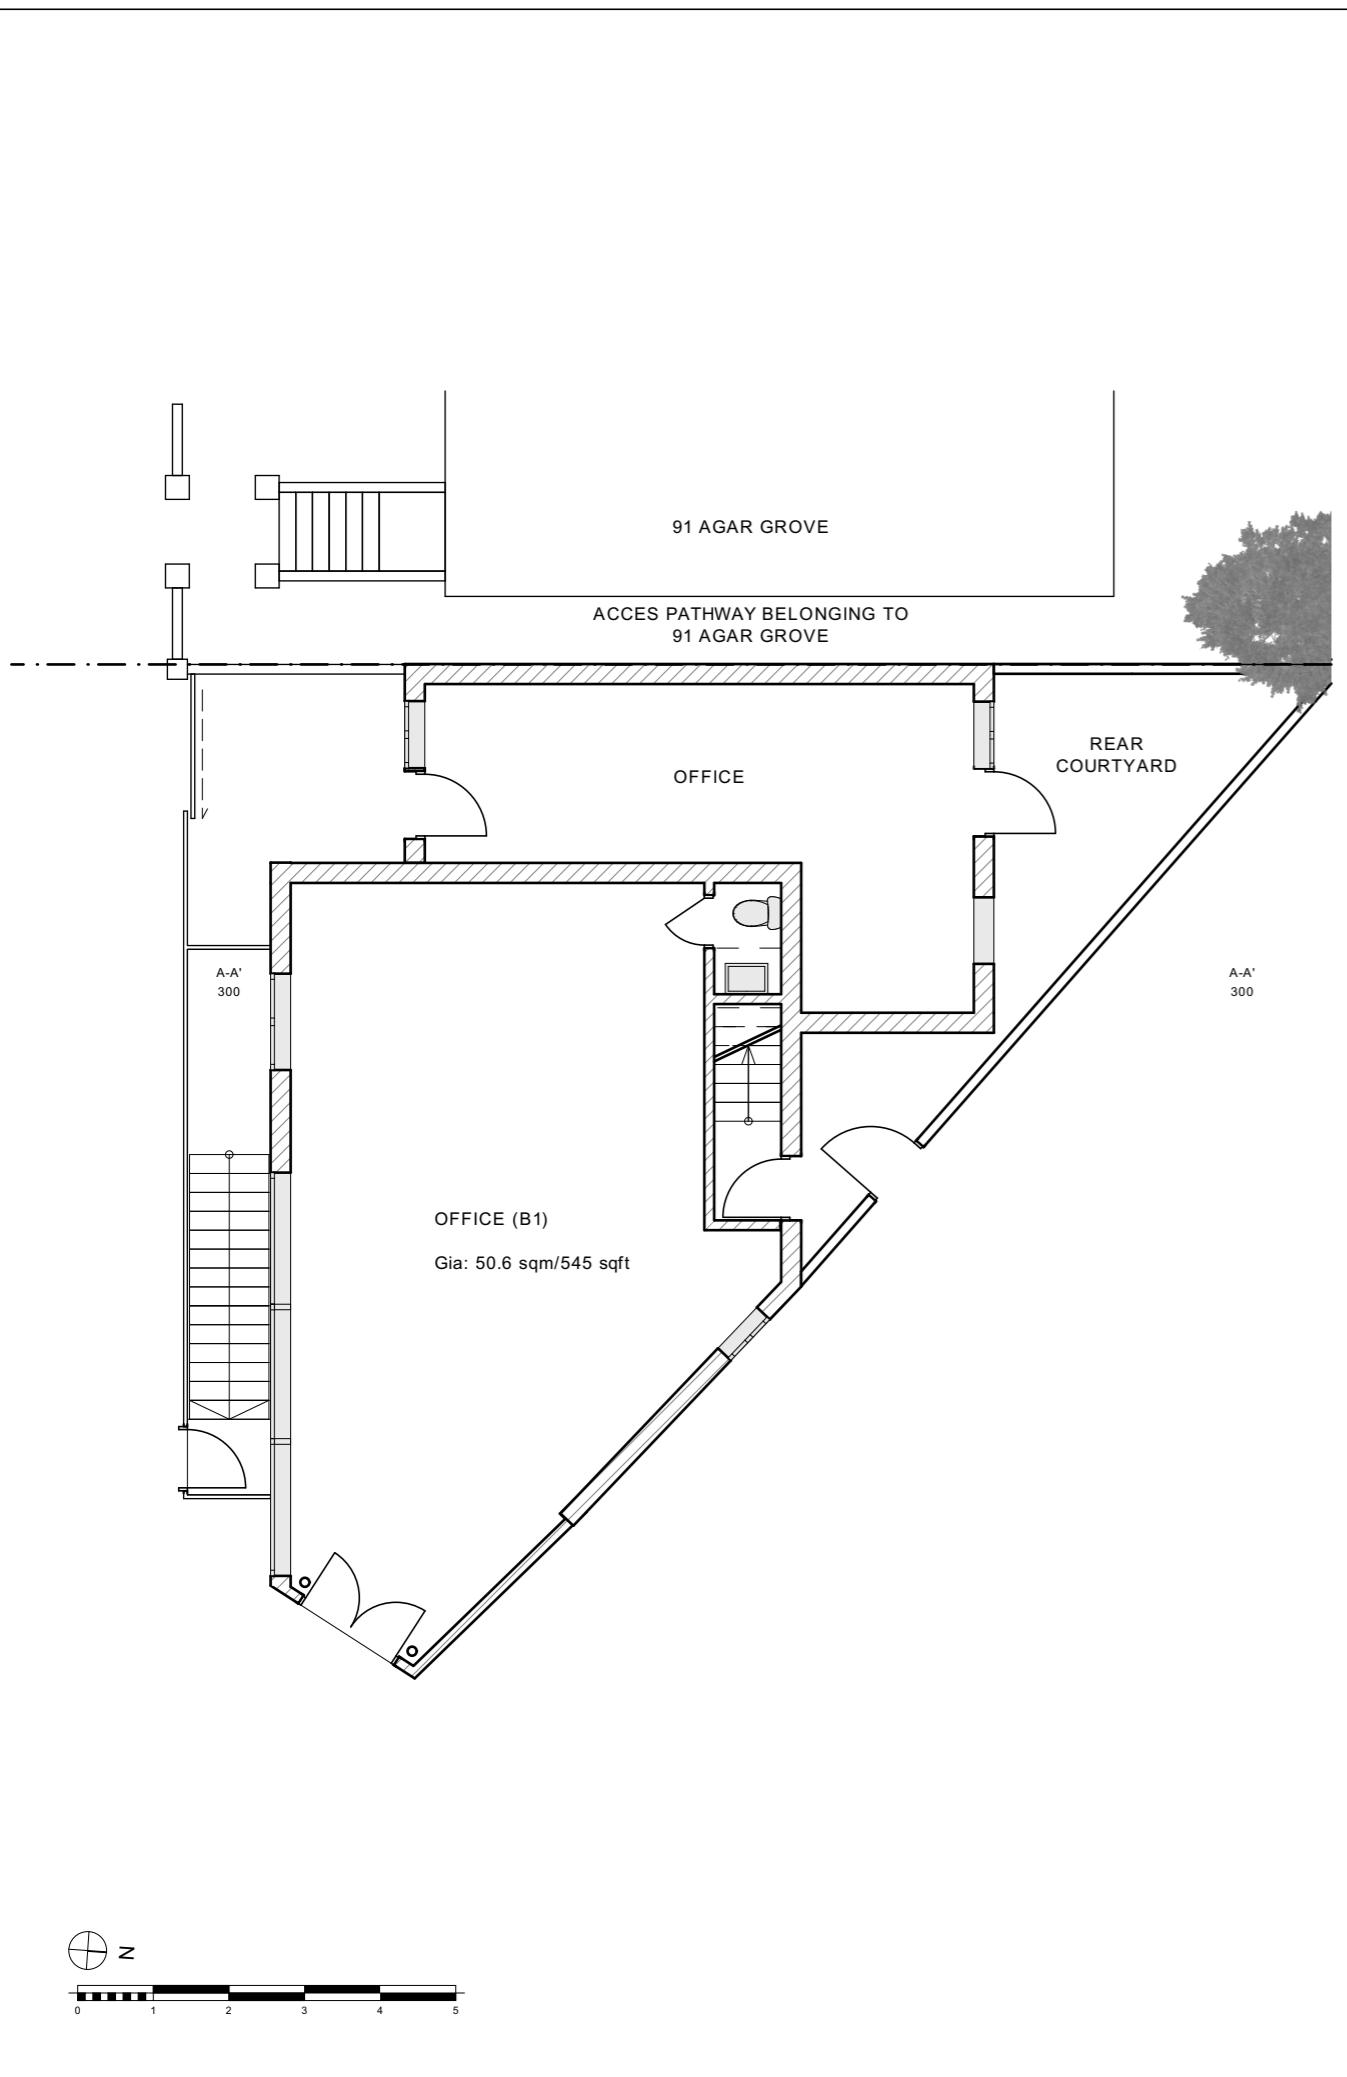 91 AGAR GROVE
ACCES PATHWAY BELONGING TO
91 AGAR GROVE
OFFICE
REAR
COURTYARD
A-A'
300
A-A'
300
OFFICE (B1)
Gia: 50.6 sqm/545 sqft
N
0 1 2 3 4 5